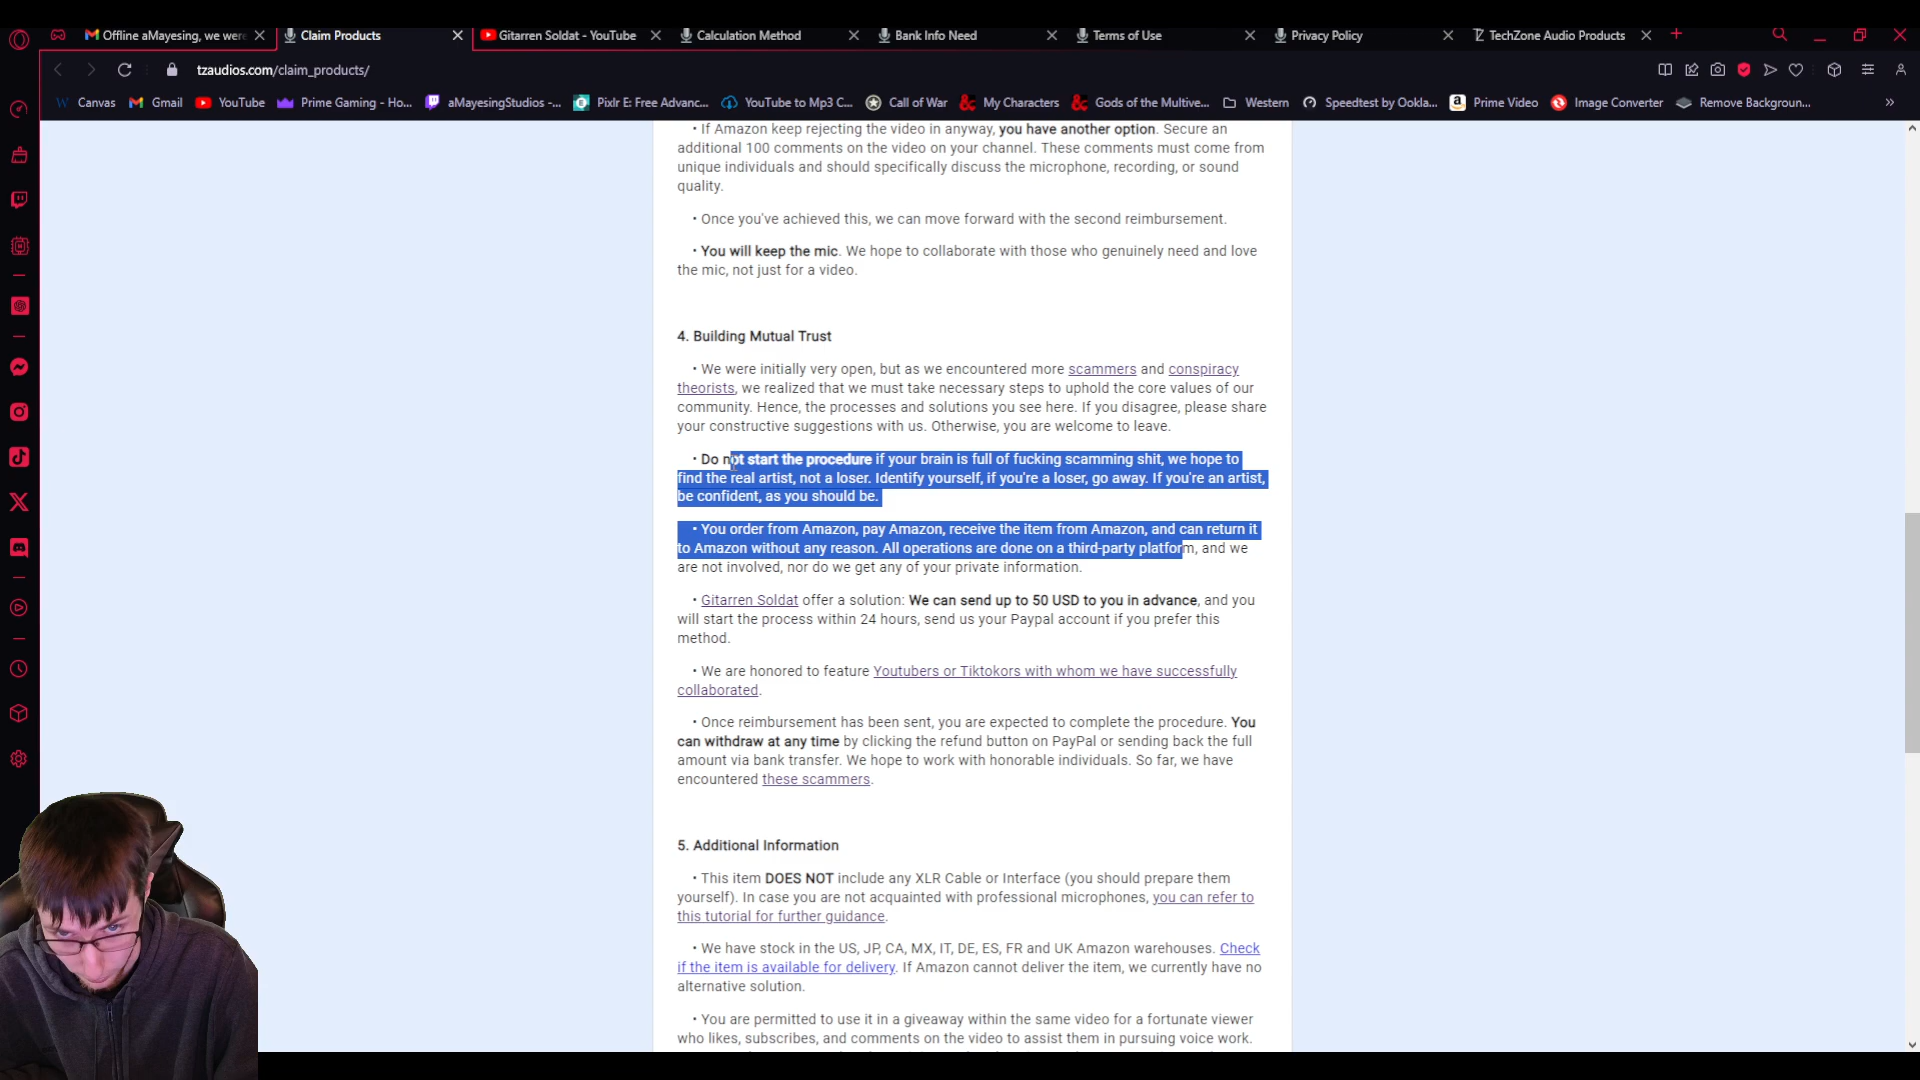 Offline aMayesing, we were
Claim Products
Gitarren Soldat - YouTube
Calculation Method
Bank Info Need
Terms of Use
Privacy Policy
TechZone Audio Products
tzaudios.com/claim_products/
Canvas
Gmail
YouTube
Prime Gaming - Ho...
aMayesingStudios -...
Pixlr E: Free Advanc...
YouTube to Mp3 C...
Call of War
My Characters
Gods of the Multive...
Western
Speedtest by Ookla...
Prime Video
Image Converter
Remove Backgroun...
• If Amazon keep rejecting the video in anyway, you have another option. Secure an
additional 100 comments on the video on your channel. These comments must come from
unique individuals and should specifically discuss the microphone, recording, or sound
quality.
• Once you've achieved this, we can move forward with the second reimbursement.
• You will keep the mic. We hope to collaborate with those who genuinely need and love
the mic, not just for a video.
4. Building Mutual Trust
• We were initially very open, but as we encountered more scammers and conspiracy
theorists, we realized that we must take necessary steps to uphold the core values of our
community. Hence, the processes and solutions you see here. If you disagree, please share
your constructive suggestions with us. Otherwise, you are welcome to leave.
• Do not start the procedure if your brain is full of fucking scamming shit, we hope to
find the real artist, not a loser. Identify yourself, if you're a loser, go away. If you're an artist,
be confident, as you should be.
• You order from Amazon, pay Amazon, receive the item from Amazon, and can return it
to Amazon without any reason. All operations are done on a third-party platform, and we
are not involved, nor do we get any of your private information.
• Gitarren Soldat offer a solution: We can send up to 50 USD to you in advance, and you
will start the process within 24 hours, send us your Paypal account if you prefer this
method.
• We are honored to feature Youtubers or Tiktokors with whom we have successfully
collaborated.
• Once reimbursement has been sent, you are expected to complete the procedure. You
can withdraw at any time by clicking the refund button on PayPal or sending back the full
amount via bank transfer. We hope to work with honorable individuals. So far, we have
encountered these scammers.
5. Additional Information
• This item DOES NOT include any XLR Cable or Interface (you should prepare them
yourself). In case you are not acquainted with professional microphones, you can refer to
this tutorial for further guidance.
• We have stock in the US, JP, CA, MX, IT, DE, ES, FR and UK Amazon warehouses. Check
if the item is available for delivery. If Amazon cannot deliver the item, we currently have no
alternative solution.
• You are permitted to use it in a giveaway within the same video for a fortunate viewer
who likes, subscribes, and comments on the video to assist them in pursuing voice work.